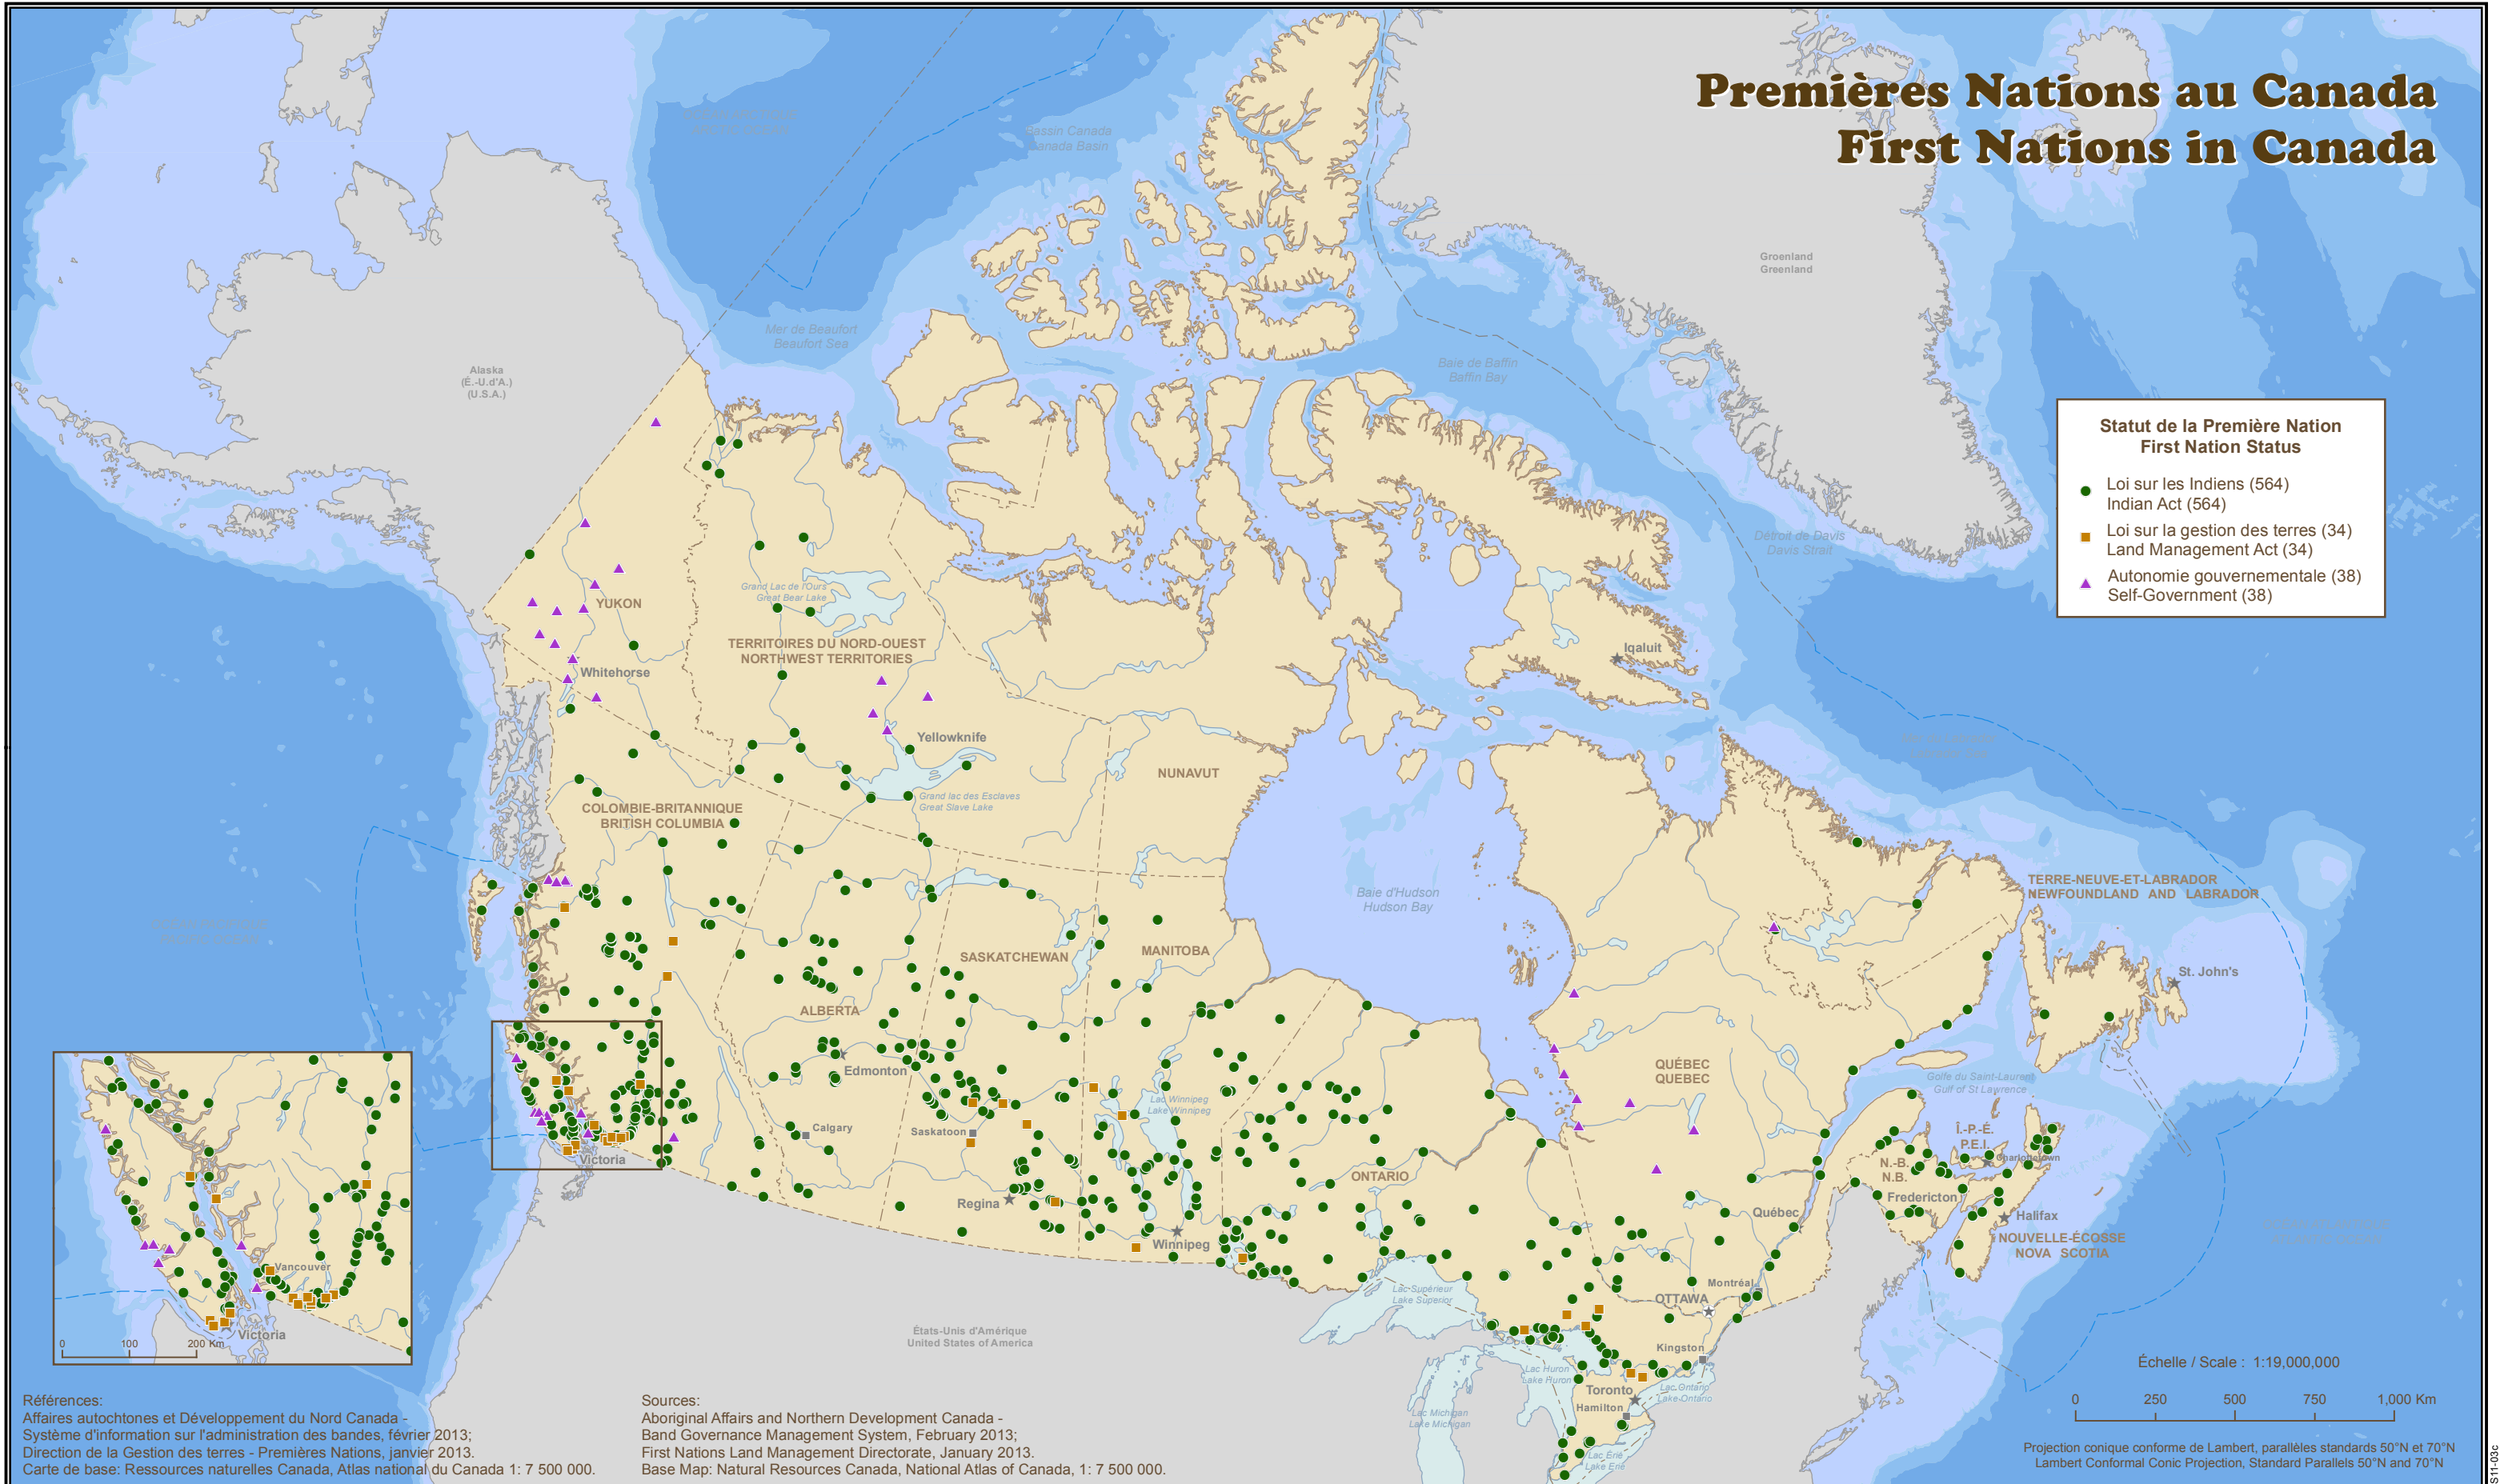 Premières Nations au Canada
First Nations in Canada
Bassin Canada
Canada Basin
Groenland
Greenland
Mer de Beaufort
Beaufort Sea
Baie de Baffin
Baffin Bay
Alaska
(É.-U.d'A.)
(U.S.A.)
Statut de la Première Nation
First Nation Status
Loi sur les Indiens (564)
Indian Act (564)
Loi sur la gestion des terres (34)
Land Management Act (34)
Autonomie gouvernementale (38)
Self-Government (38)
Détroit de Davis
Davis Strait
Grand Lac de l'Ours
Great Bear Lake
YUKON
TERRITOIRES DU NORD-OUEST
NORTHWEST TERRITORIES
Iqaluit
Whitehorse
Yellowknife
NUNAVUT
Grand lac des Esclaves
Great Slave Lake
COLOMBIE-BRITANNIQUE
BRITISH COLUMBIA
Baie d'Hudson
Hudson Bay
TERRE-NEUVE-ET-LABRADOR
NEWFOUNDLAND AND LABRADOR
SASKATCHEWAN
MANITOBA
St. John's
ALBERTA
Edmonton
QUÉBEC
QUEBEC
Golfe du Saint-Laurent
Gulf of St Lawrence
Lac Winnipeg
Lake Winnipeg
Calgary
Saskatoon
Î.-P.-É.
P.E.I.
Charlottetown
Victoria
N.-B.
N.B.
ONTARIO
Regina
Fredericton
Québec
Halifax
Winnipeg
NOUVELLE-ÉCOSSE
NOVA SCOTIA
Vancouver
Montréal
Lac Supérieur
Lake Superior
OTTAWA
Victoria
0 100 200 Km
États-Unis d'Amérique
United States of America
Kingston
Lac Huron
Lake Huron
Toronto
Lac Ontario
Lake Ontario
Hamilton
Lac Michigan
Lake Michigan
Lac Érié
Lake Erie
Échelle / Scale : 1:19,000,000
0 250 500 750 1,000 Km
Références:
Affaires autochtones et Développement du Nord Canada -
Système d'information sur l'administration des bandes, février 2013;
Direction de la Gestion des terres - Premières Nations, janvier 2013.
Carte de base: Ressources naturelles Canada, Atlas national du Canada 1: 7 500 000.
Sources:
Aboriginal Affairs and Northern Development Canada -
Band Governance Management System, February 2013;
First Nations Land Management Directorate, January 2013.
Base Map: Natural Resources Canada, National Atlas of Canada, 1: 7 500 000.
Projection conique conforme de Lambert, parallèles standards 50°N et 70°N
Lambert Conformal Conic Projection, Standard Parallels 50°N and 70°N
S11-03c